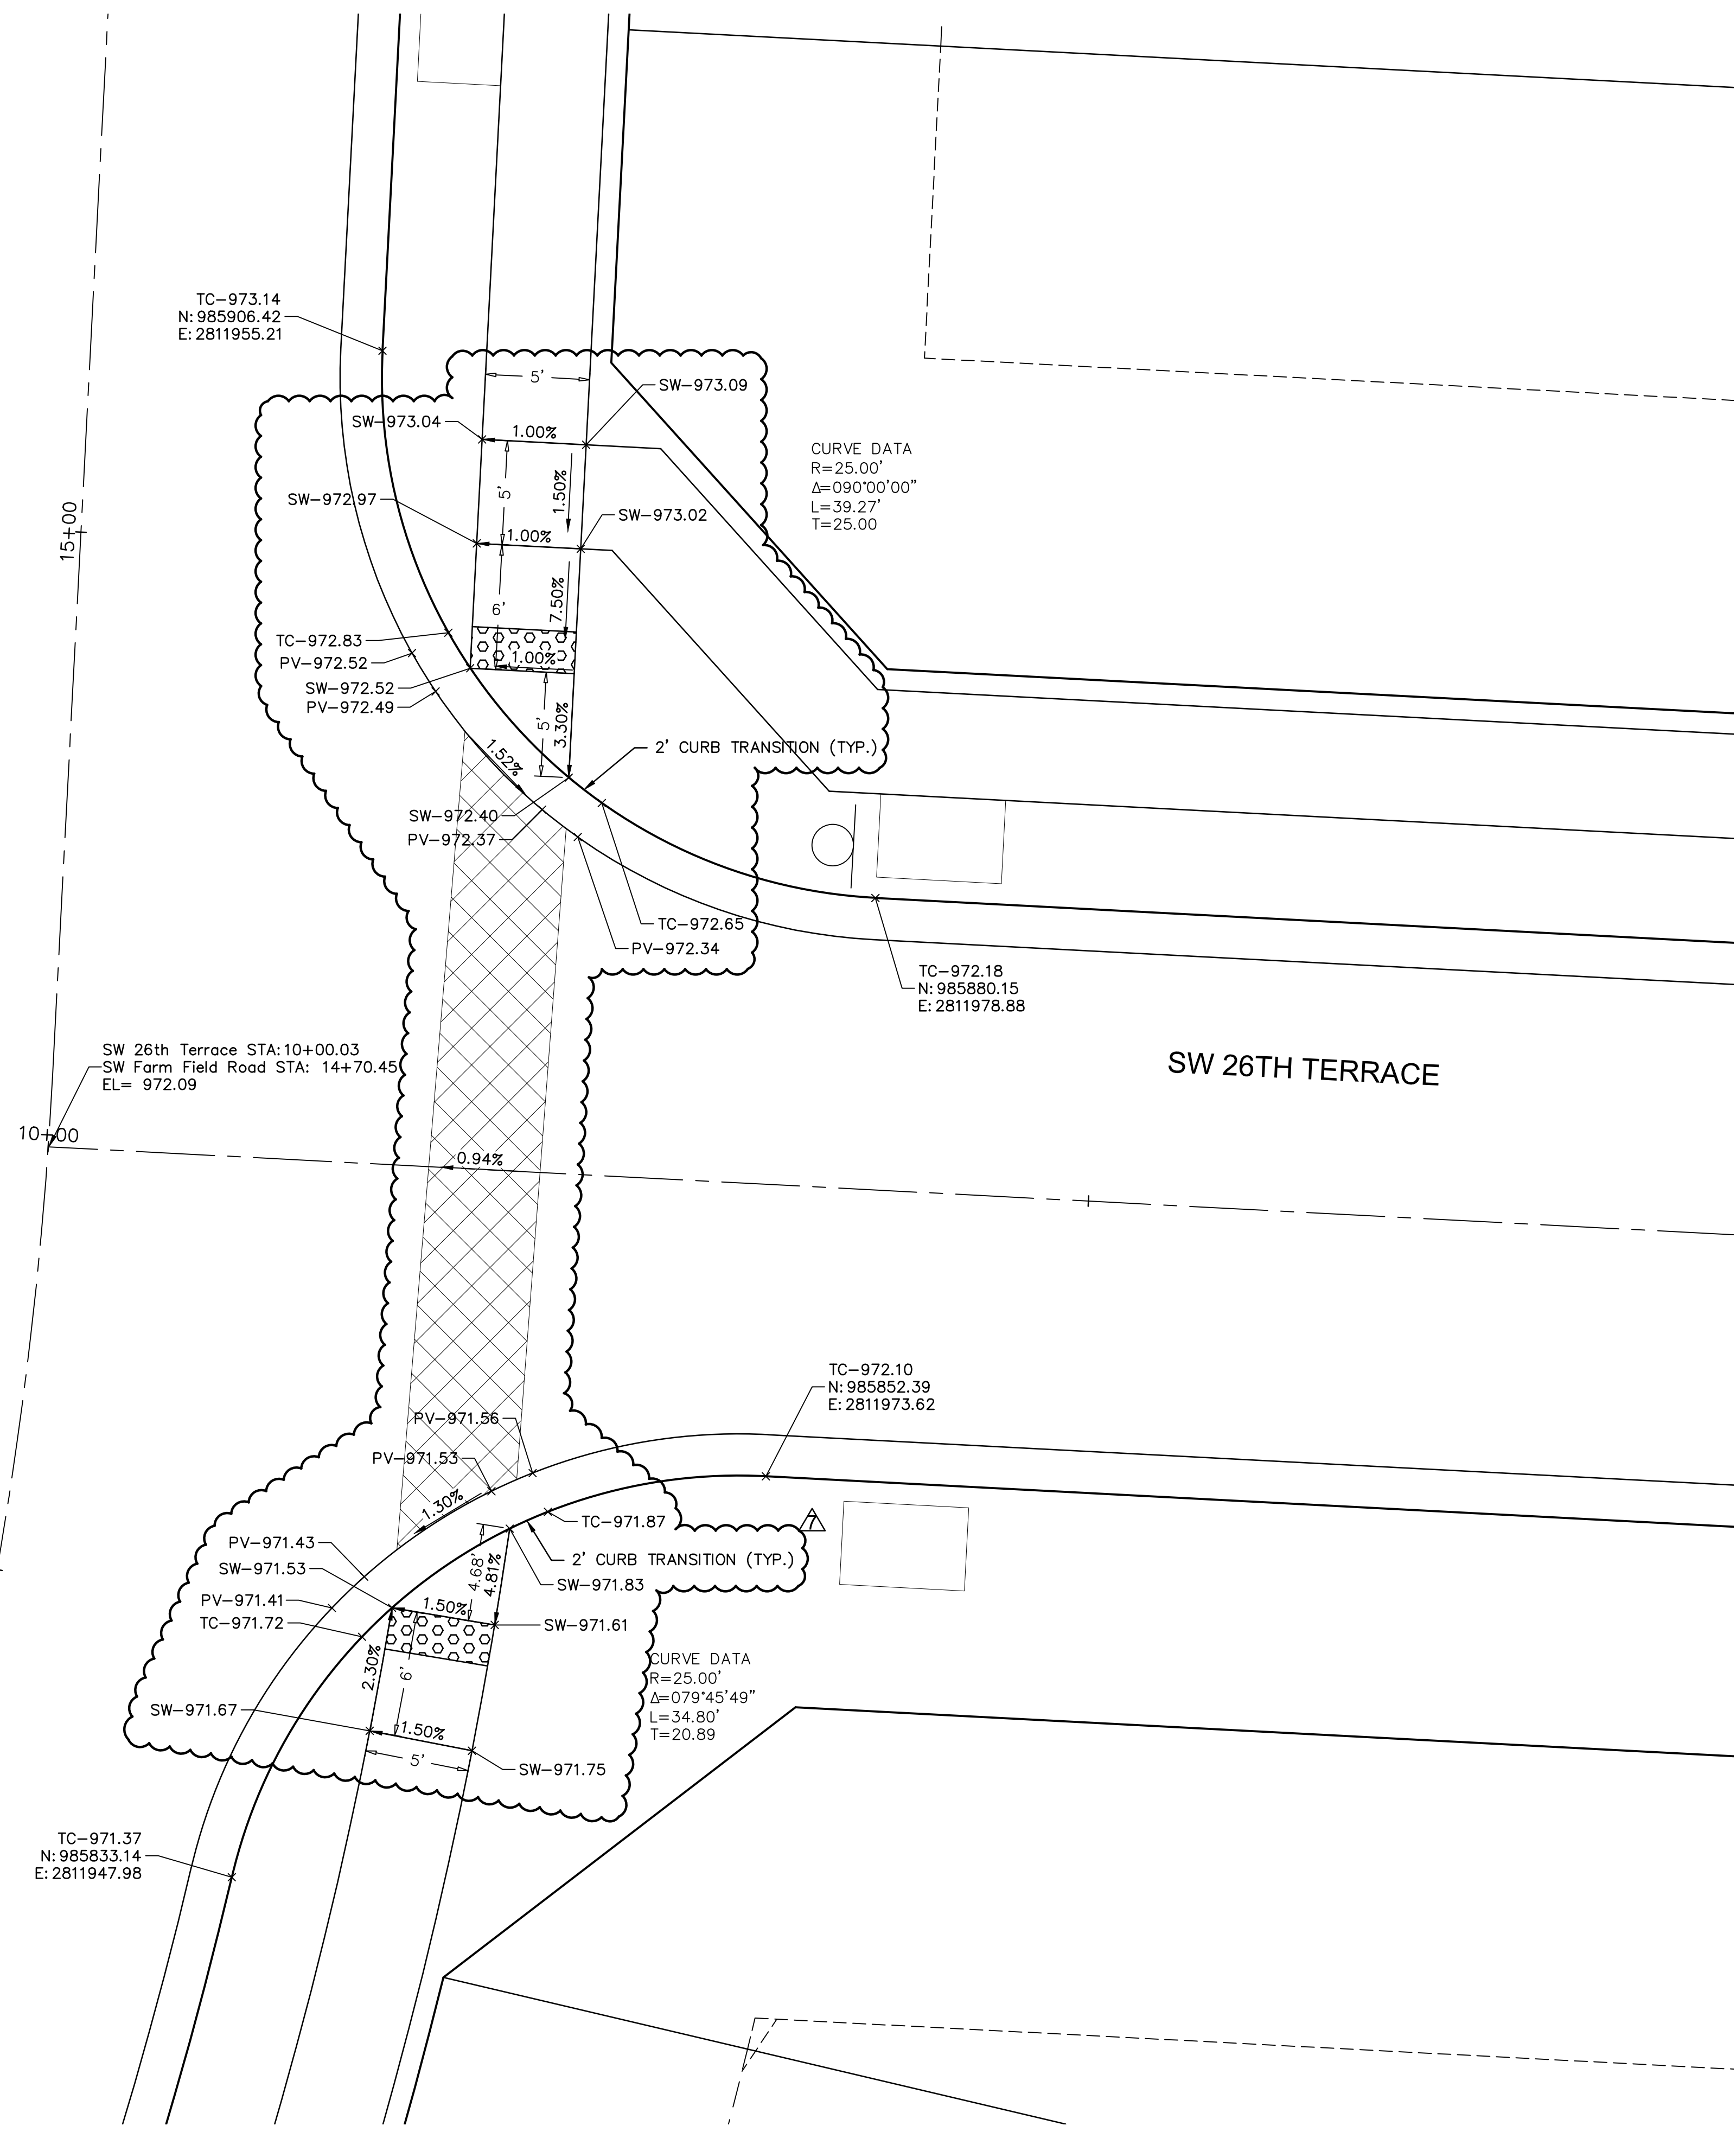 TC-973.14
N:985906.42
E:2811955.21
5'
SW-973.09
SW-973.04
1.00%
CURVE DATA
R=25.00'
Δ=090°00'00"
L=39.27'
T=25.00
5'
1.50%
SW-972.97
SW-973.02
15+00
1.00%
6'
7.50%
TC-972.83
PV-972.52
1.00%
SW-972.52
PV-972.49
5'
3.30%
1.52%
2' CURB TRANSITION (TYP.)
SW-972.40
PV-972.37
TC-972.65
PV-972.34
TC-972.18
N:985880.15
E:2811978.88
SW 26th Terrace STA:10+00.03
SW Farm Field Road STA: 14+70.45
EL= 972.09
SW 26TH TERRACE
10+00
0.94%
TC-972.10
N:985852.39
E:2811973.62
PV-971.56
PV-971.53
1.30%
TC-971.87
7
PV-971.43
2' CURB TRANSITION (TYP.)
SW-971.53
4.68'
4.81%
SW-971.83
PV-971.41
1.50%
TC-971.72
SW-971.61
2.30%
6'
CURVE DATA
R=25.00'
Δ=079°45'49"
L=34.80'
T=20.89
SW-971.67
1.50%
5'
SW-971.75
TC-971.37
N:985833.14
E:2811947.98